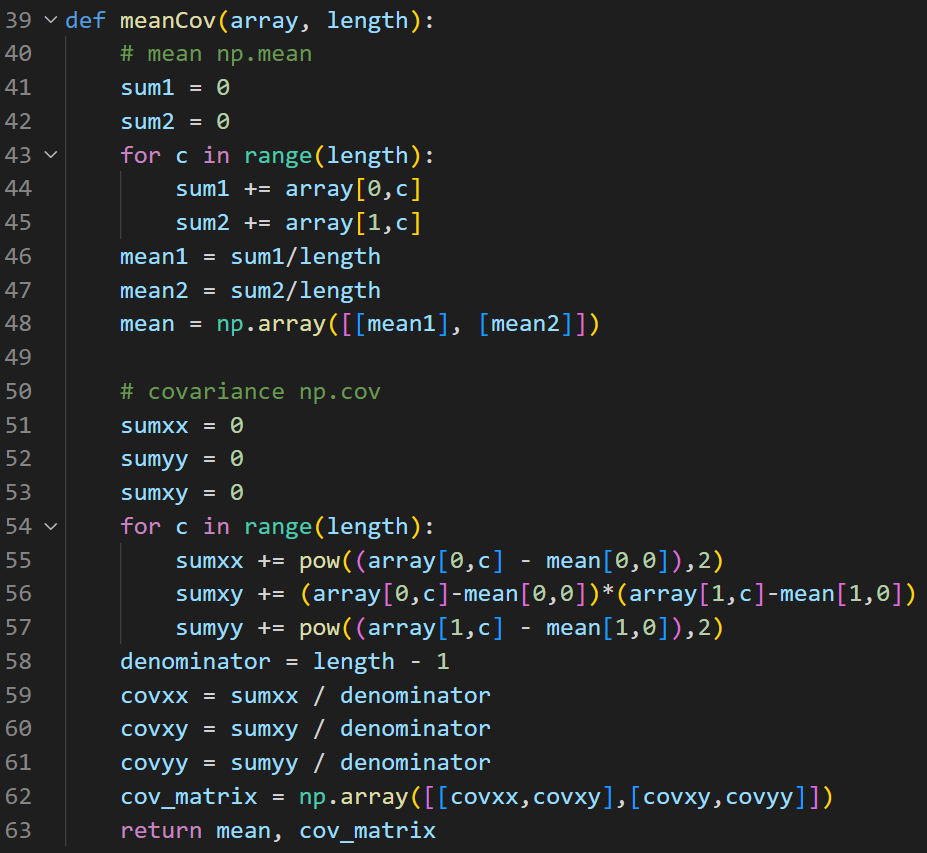 39 def meanCov(array, length):
40     # mean np.mean
41     sum1 = 0
42     sum2 = 0
43     for c in range(length):
44         sum1 += array[0,c]
45         sum2 += array[1,c]
46     mean1 = sum1/length
47     mean2 = sum2/length
48     mean = np.array([[mean1], [mean2]])
49
50     # covariance np.cov
51     sumxx = 0
52     sumyy = 0
53     sumxy = 0
54     for c in range(length):
55         sumxx += pow((array[0,c] - mean[0,0]),2)
56         sumxy += (array[0,c]-mean[0,0])*(array[1,c]-mean[1,0])
57         sumyy += pow((array[1,c] - mean[1,0]),2)
58     denominator = length - 1
59     covxx = sumxx / denominator
60     covxy = sumxy / denominator
61     covyy = sumyy / denominator
62     cov_matrix = np.array([[covxx,covxy],[covxy,covyy]])
63     return mean, cov_matrix